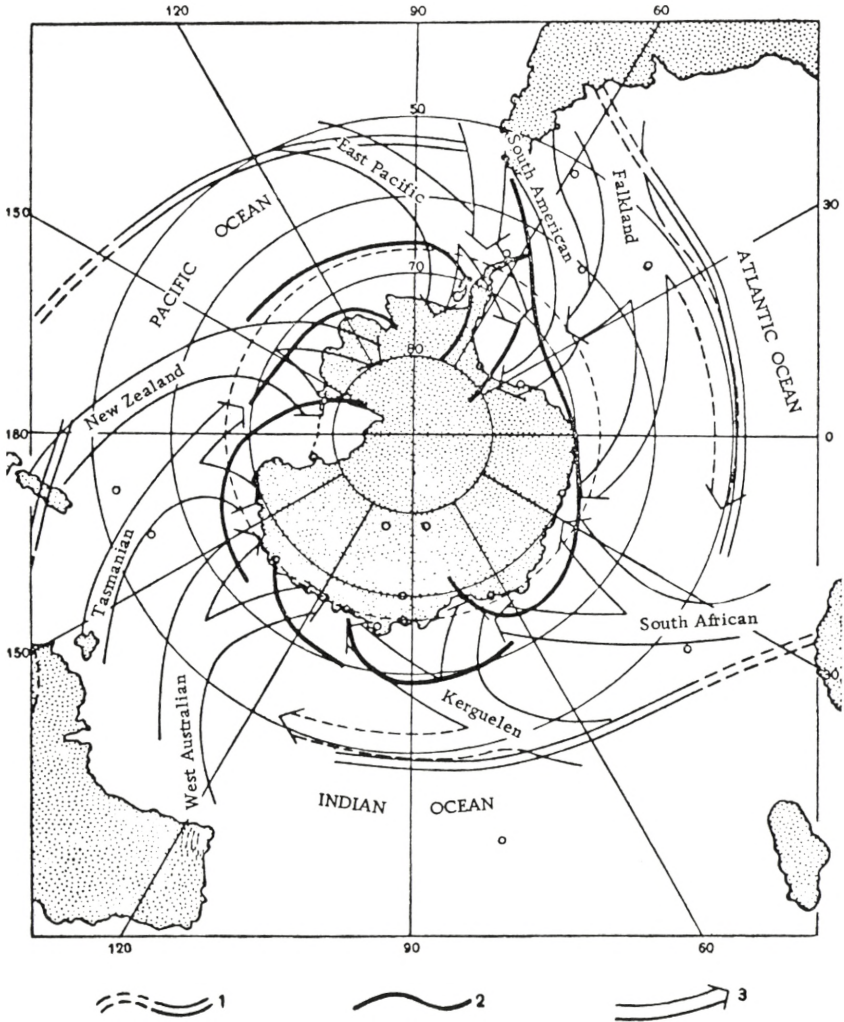 120 90 60
50
East Pacific
South American
Falkland
150
OCEAN
30
PACIFIC
ATLANTIC OCEAN
70
80
New Zealand
180
0
Tasmanian
South African
150
30
West Australian
Kerguelen
INDIAN OCEAN
120 90 60
1 2 3